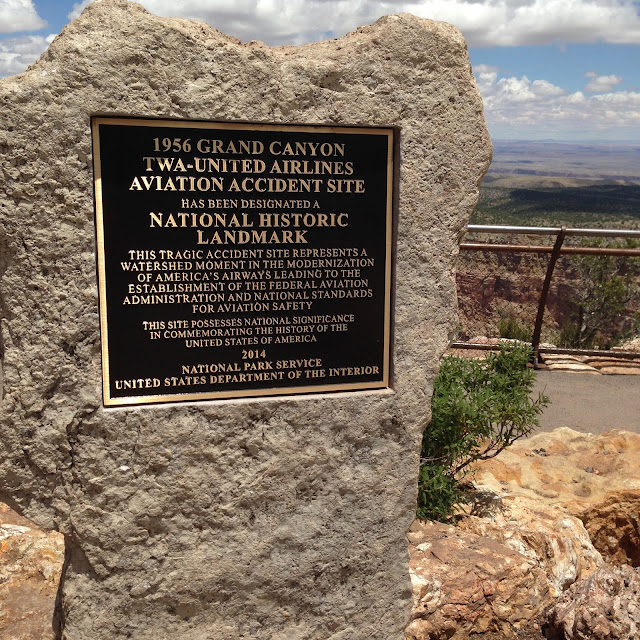 1956 GRAND CANYON
TWA-UNITED AIRLINES
AVIATION ACCIDENT SITE
HAS BEEN DESIGNATED A
NATIONAL HISTORIC
LANDMARK
THIS TRAGIC ACCIDENT SITE REPRESENTS A
WATERSHED MOMENT IN THE MODERNIZATION
OF AMERICA'S AIRWAYS LEADING TO THE
ESTABLISHMENT OF THE FEDERAL AVIATION
ADMINISTRATION AND NATIONAL STANDARDS
FOR AVIATION SAFETY
THIS SITE POSSESSES NATIONAL SIGNIFICANCE
IN COMMEMORATING THE HISTORY OF THE
UNITED STATES OF AMERICA
2014
NATIONAL PARK SERVICE
UNITED STATES DEPARTMENT OF THE INTERIOR